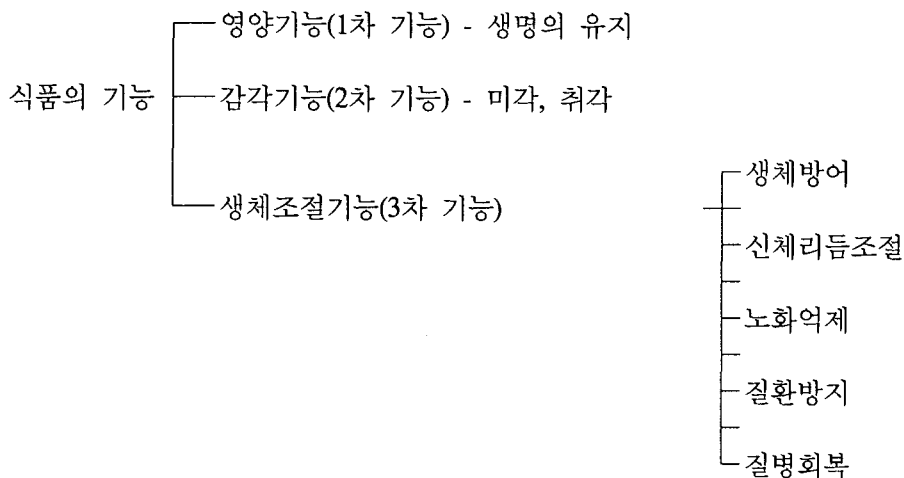 영양기능(1차 기능) - 생명의 유지
식품의 기능
감각기능(2차 기능) - 미각, 취각
생체조절기능(3차 기능)
생체방어
신체리듬조절
노화억제
질환방지
질병회복